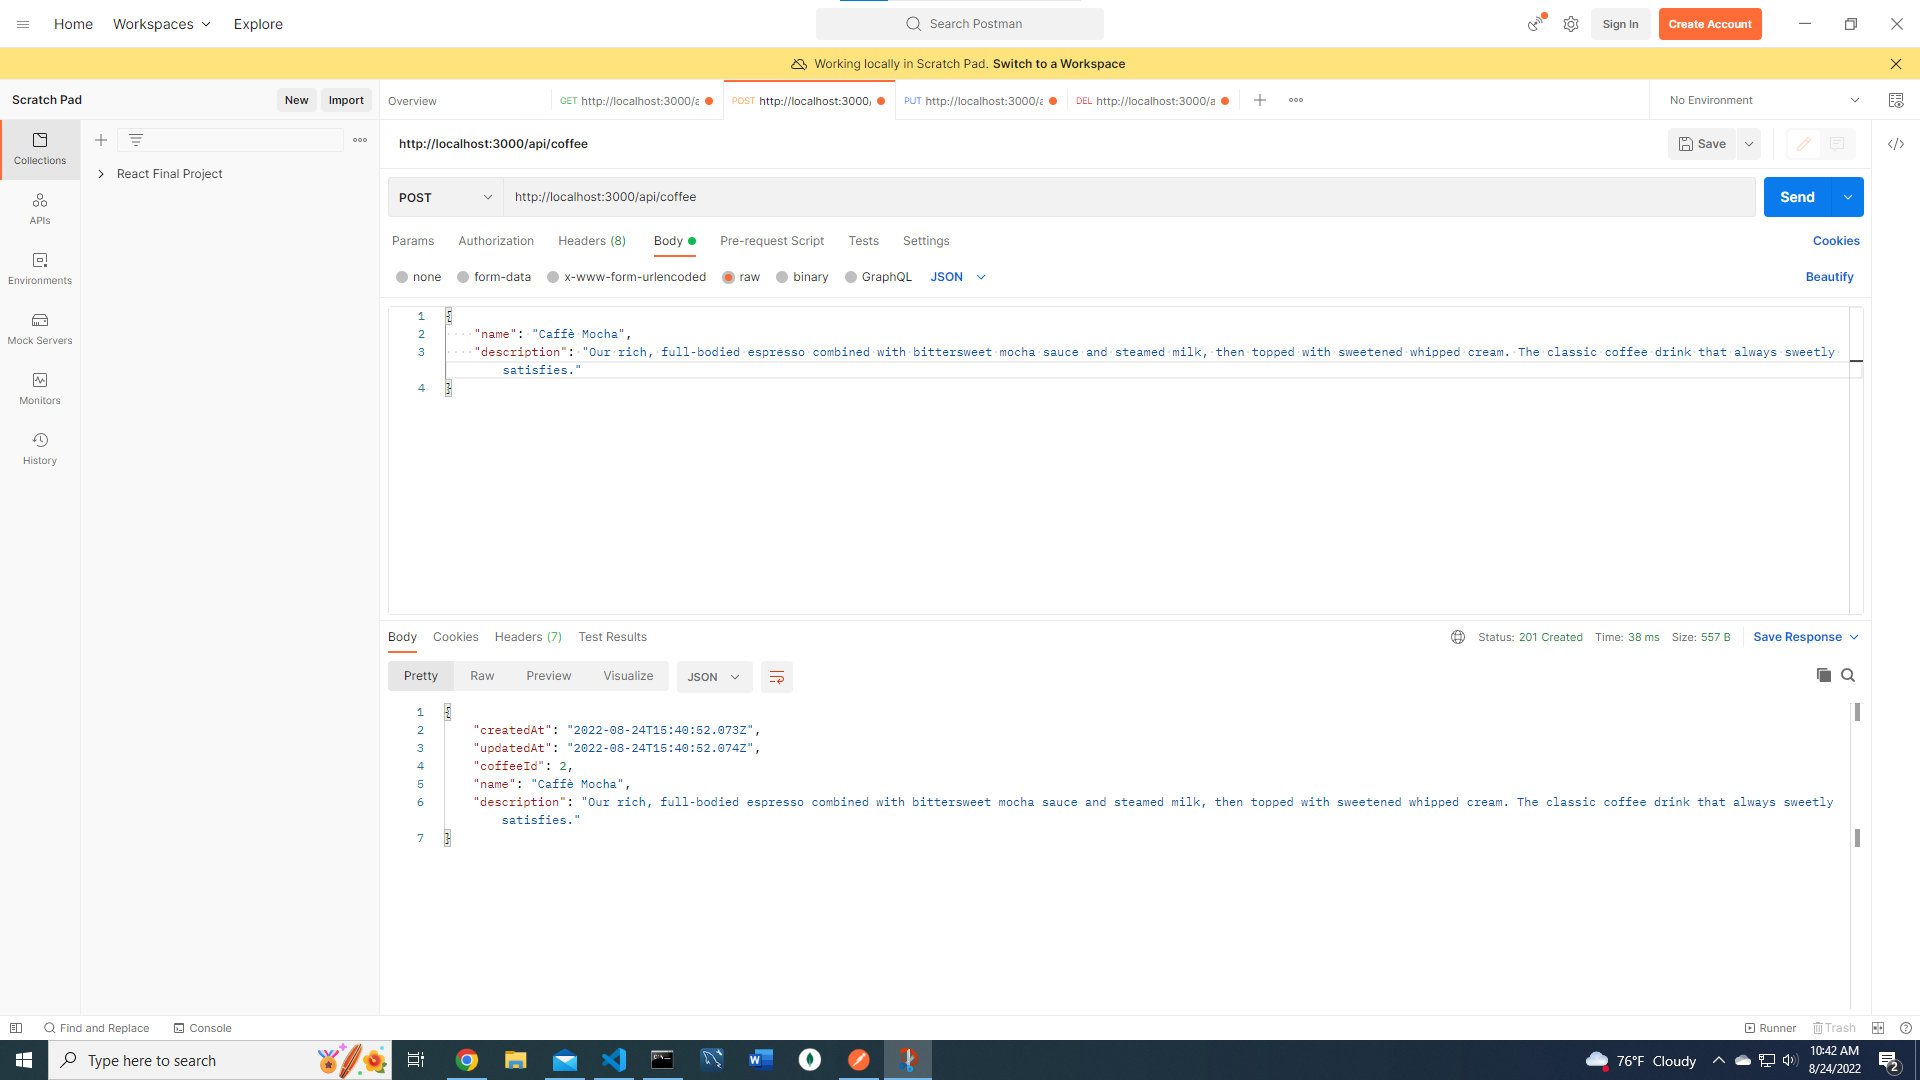 Home
Workspaces
Explore
Search Postman
Sign In
Create Account
Working locally in Scratch Pad. Switch to a Workspace
Scratch Pad
New
Import
Overview
GET http://localhost:3000/a
POST http://localhost:3000/
PUT http://localhost:3000/a
DEL http://localhost:3000/a
No Environment
Collections
APIs
Environments
Mock Servers
Monitors
History
React Final Project
http://localhost:3000/api/coffee
Save
POST
http://localhost:3000/api/coffee
Send
Params
Authorization
Headers (8)
Body
Pre-request Script
Tests
Settings
Cookies
none
form-data
x-www-form-urlencoded
raw
binary
GraphQL
JSON
Beautify
1 {
2 "name": "Caffè Mocha",
3 "description": "Our rich, full-bodied espresso combined with bittersweet mocha sauce and steamed milk, then topped with sweetened whipped cream. The classic coffee drink that always sweetly
satisfies."
4 }
Body
Cookies
Headers (7)
Test Results
Status: 201 Created
Time: 38 ms
Size: 557 B
Save Response
Pretty
Raw
Preview
Visualize
JSON
1 {
2 "createdAt": "2022-08-24T15:40:52.073Z",
3 "updatedAt": "2022-08-24T15:40:52.074Z",
4 "coffeeId": 2,
5 "name": "Caffè Mocha",
6 "description": "Our rich, full-bodied espresso combined with bittersweet mocha sauce and steamed milk, then topped with sweetened whipped cream. The classic coffee drink that always sweetly
satisfies."
7 }
Find and Replace
Console
Runner
Trash
Type here to search
76°F Cloudy
10:42 AM
8/24/2022
2